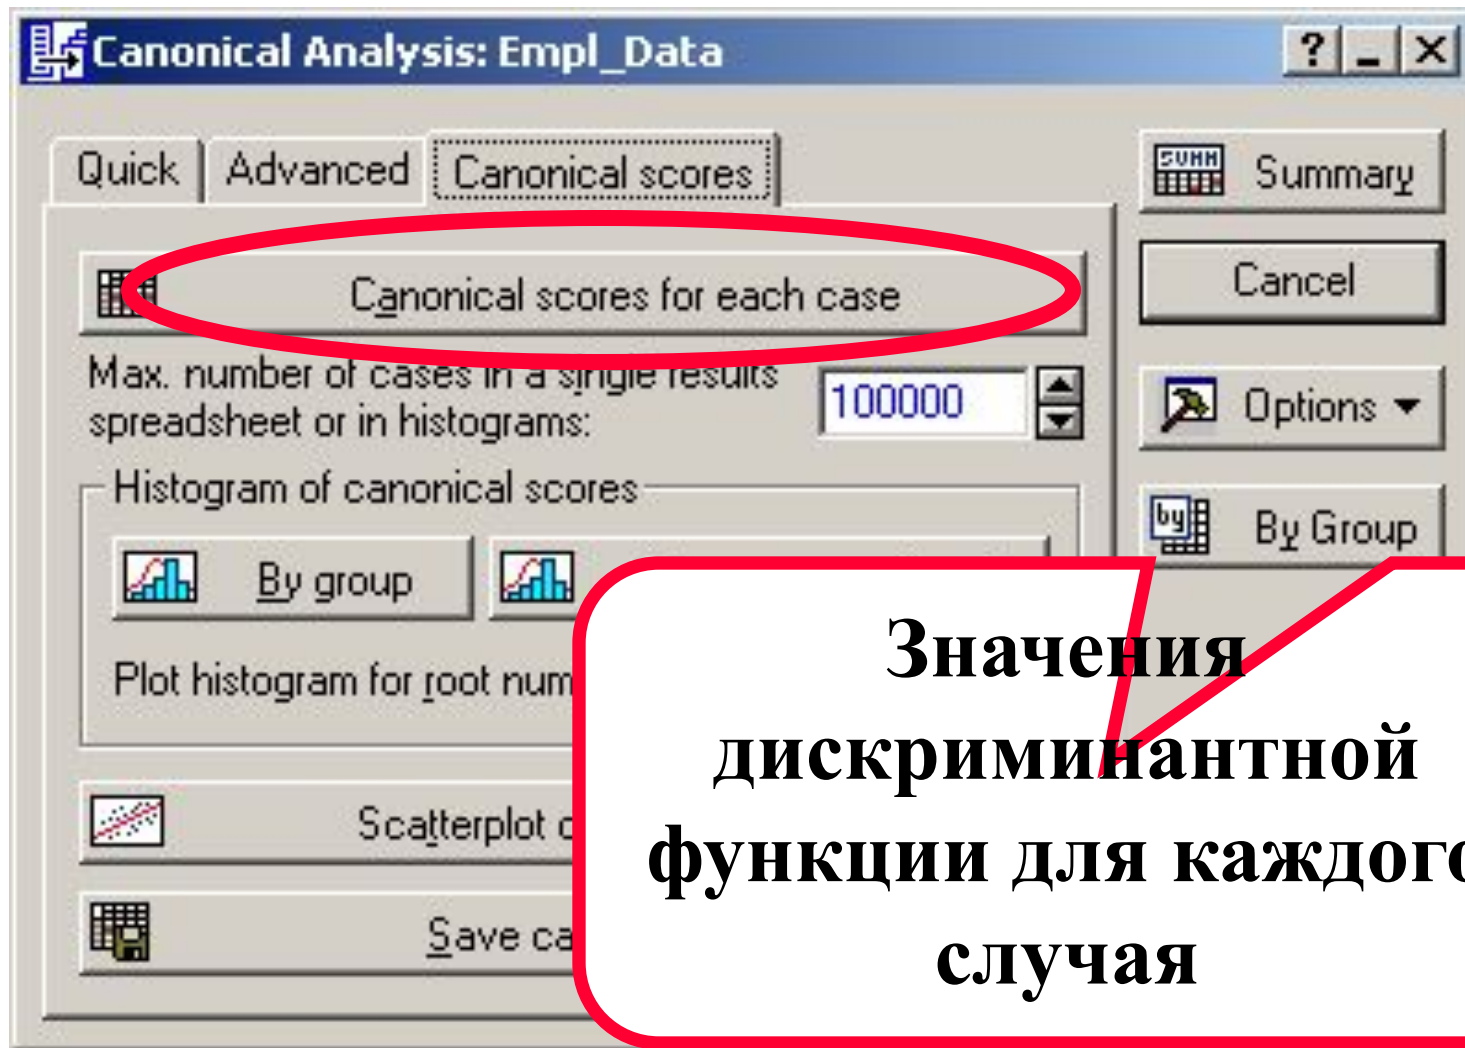 Canonical Analysis: Empl_Data
Quick Advanced Canonical scores
SUMM Summary
Canonical scores for each case
Cancel
Max. number of cases in a single results
spreadsheet or in histograms:
100000
Options
Histogram of canonical scores
by By Group
By group
Plot histogram for root num
Scatterplot
Save ca
Значения
дискриминантной
функции для каждого
случая